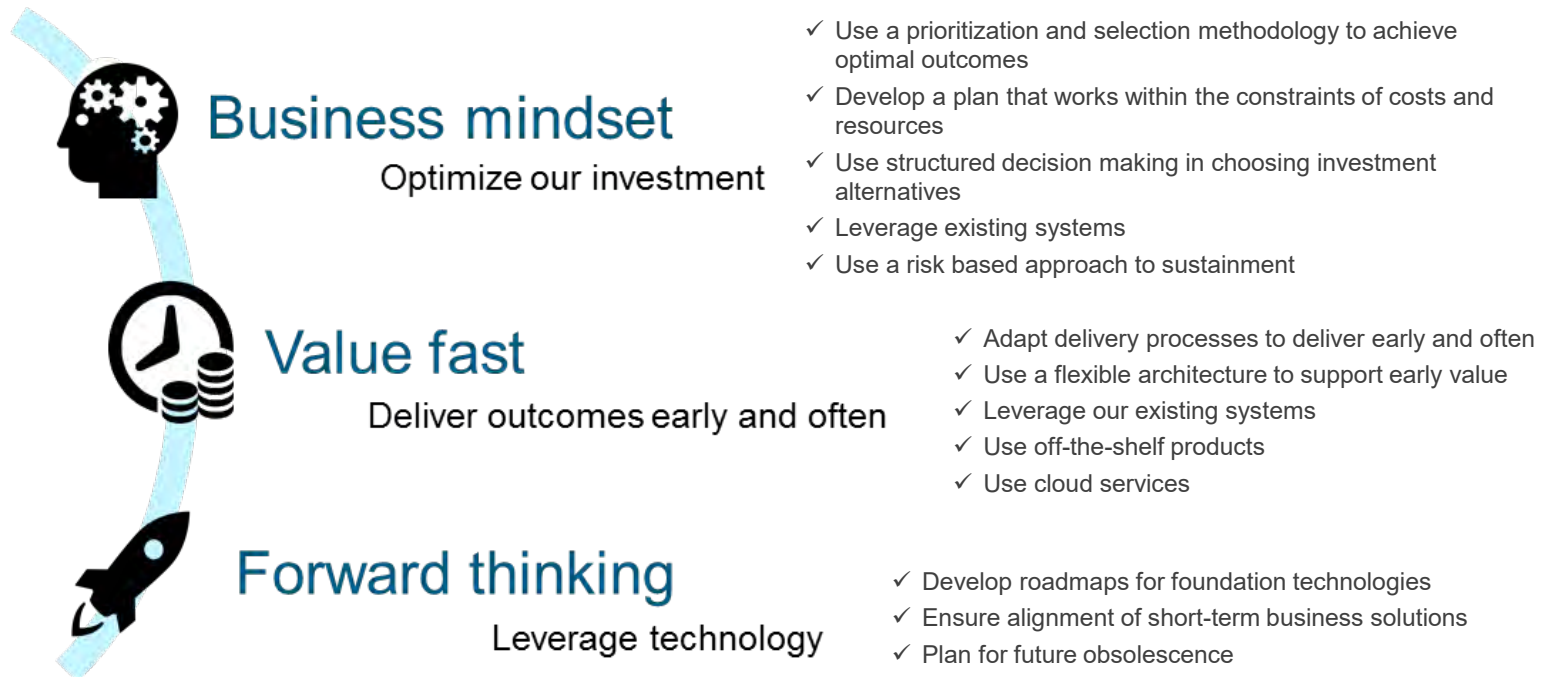 Business mindset
Optimize our investment
✓ Use a prioritization and selection methodology to achieve
optimal outcomes
✓ Develop a plan that works within the constraints of costs and
resources
✓ Use structured decision making in choosing investment
alternatives
✓ Leverage existing systems
✓ Use a risk based approach to sustainment
Value fast
Deliver outcomes early and often
✓ Adapt delivery processes to deliver early and often
✓ Use a flexible architecture to support early value
✓ Leverage our existing systems
✓ Use off-the-shelf products
✓ Use cloud services
Forward thinking
Leverage technology
✓ Develop roadmaps for foundation technologies
✓ Ensure alignment of short-term business solutions
✓ Plan for future obsolescence